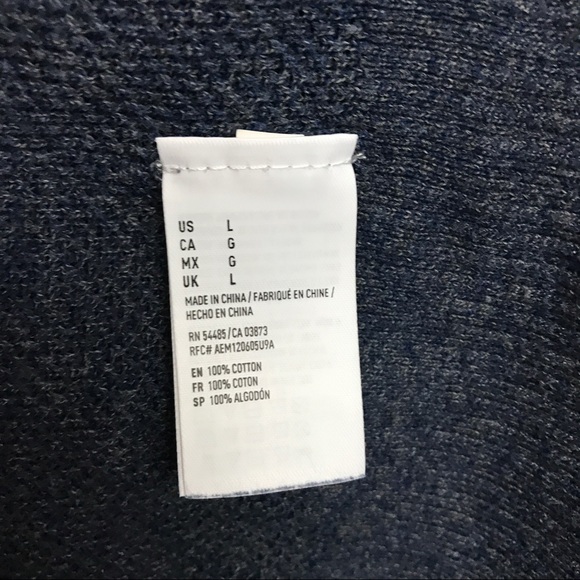 US L
CA G
MX G
UK L
MADE IN CHINA / FABRIQUÉ EN CHINE /
HECHO EN CHINA
RN 54485/CA 03873
RFC# AEM120605U9A
EN 100% COTTON
FR 100% COTON
SP 100% ALGODÓN